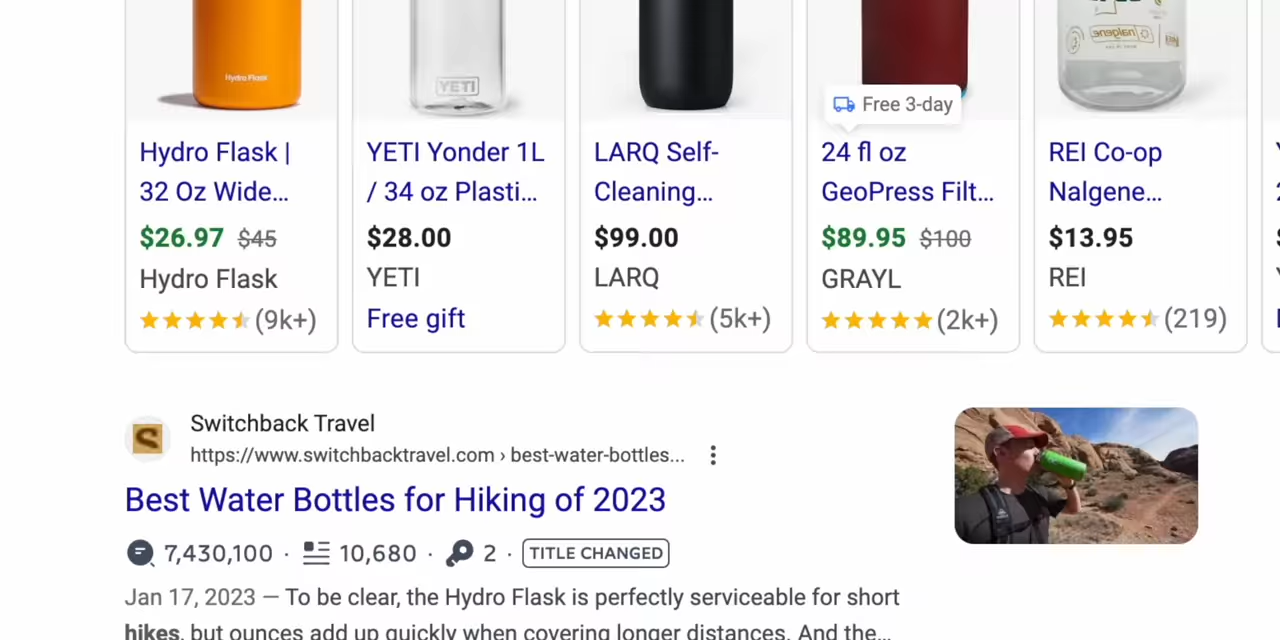 Hydro Flask
YETI
nalgene
Free 3-day
Hydro Flask |
32 Oz Wide...
$26.97 $45
Hydro Flask
(9k+)
YETI Yonder 1L
/ 34 oz Plasti...
$28.00
YETI
Free gift
LARQ Self-
Cleaning...
$99.00
LARQ
(5k+)
24 fl oz
GeoPress Filt...
$89.95 $100
GRAYL
(2k+)
REI Co-op
Nalgene...
$13.95
REI
(219)
S
Switchback Travel
https://www.switchbacktravel.com › best-water-bottles...
Best Water Bottles for Hiking of 2023
7,430,100 · 10,680 · 2 · TITLE CHANGED
Jan 17, 2023 — To be clear, the Hydro Flask is perfectly serviceable for short
hikes, but ounces add up quickly when covering longer distances. And the...